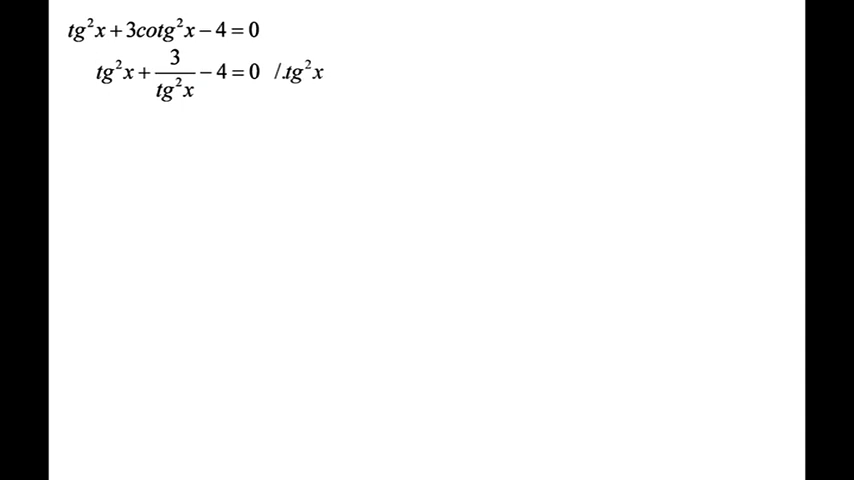 tg²x + 3cotg²x − 4 = 0
tg²x + 3/tg²x − 4 = 0 /.tg²x